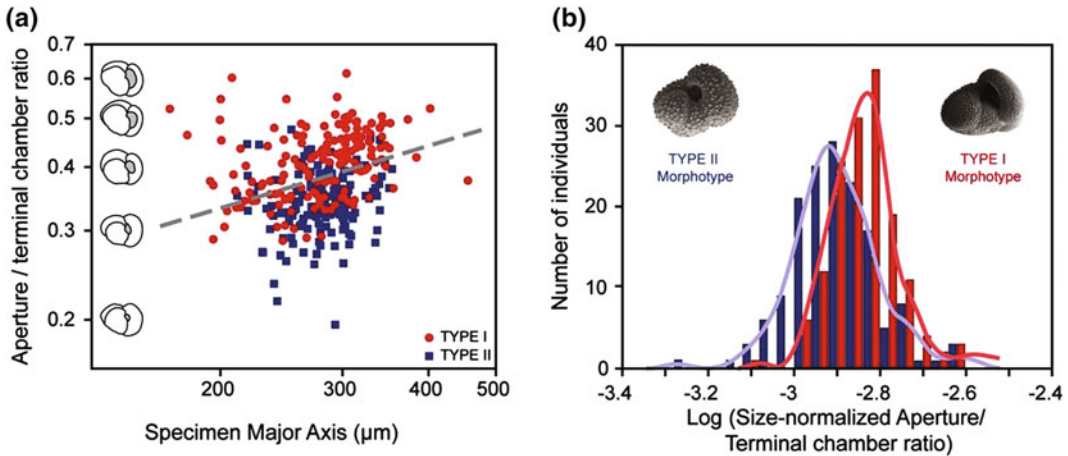 (a)
0.7
0.6
0.5
0.4
0.3
0.2
Aperture / terminal chamber ratio
TYPE I
TYPE II
200
300
400
500
Specimen Major Axis (µm)
(b)
40
30
20
10
0
Number of individuals
TYPE II
Morphotype
TYPE I
Morphotype
-3.4
-3.2
-3
-2.8
-2.6
-2.4
Log (Size-normalized Aperture/
Terminal chamber ratio)